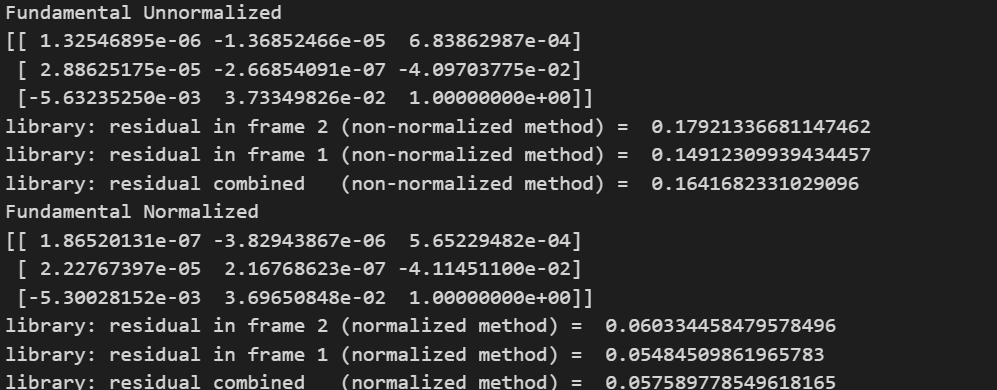 Fundamental Unnormalized
[[ 1.32546895e-06 -1.36852466e-05  6.83862987e-04]
 [ 2.88625175e-05 -2.66854091e-07 -4.09703775e-02]
 [-5.63235250e-03  3.73349826e-02  1.00000000e+00]]
library: residual in frame 2 (non-normalized method) =  0.17921336681147462
library: residual in frame 1 (non-normalized method) =  0.14912309939434457
library: residual combined   (non-normalized method) =  0.1641682331029096
Fundamental Normalized
[[ 1.86520131e-07 -3.82943867e-06  5.65229482e-04]
 [ 2.22767397e-05  2.16768623e-07 -4.11451100e-02]
 [-5.30028152e-03  3.69650848e-02  1.00000000e+00]]
library: residual in frame 2 (normalized method) =  0.060334458479578496
library: residual in frame 1 (normalized method) =  0.05484509861965783
library: residual combined   (normalized method) =  0.057589778549618165